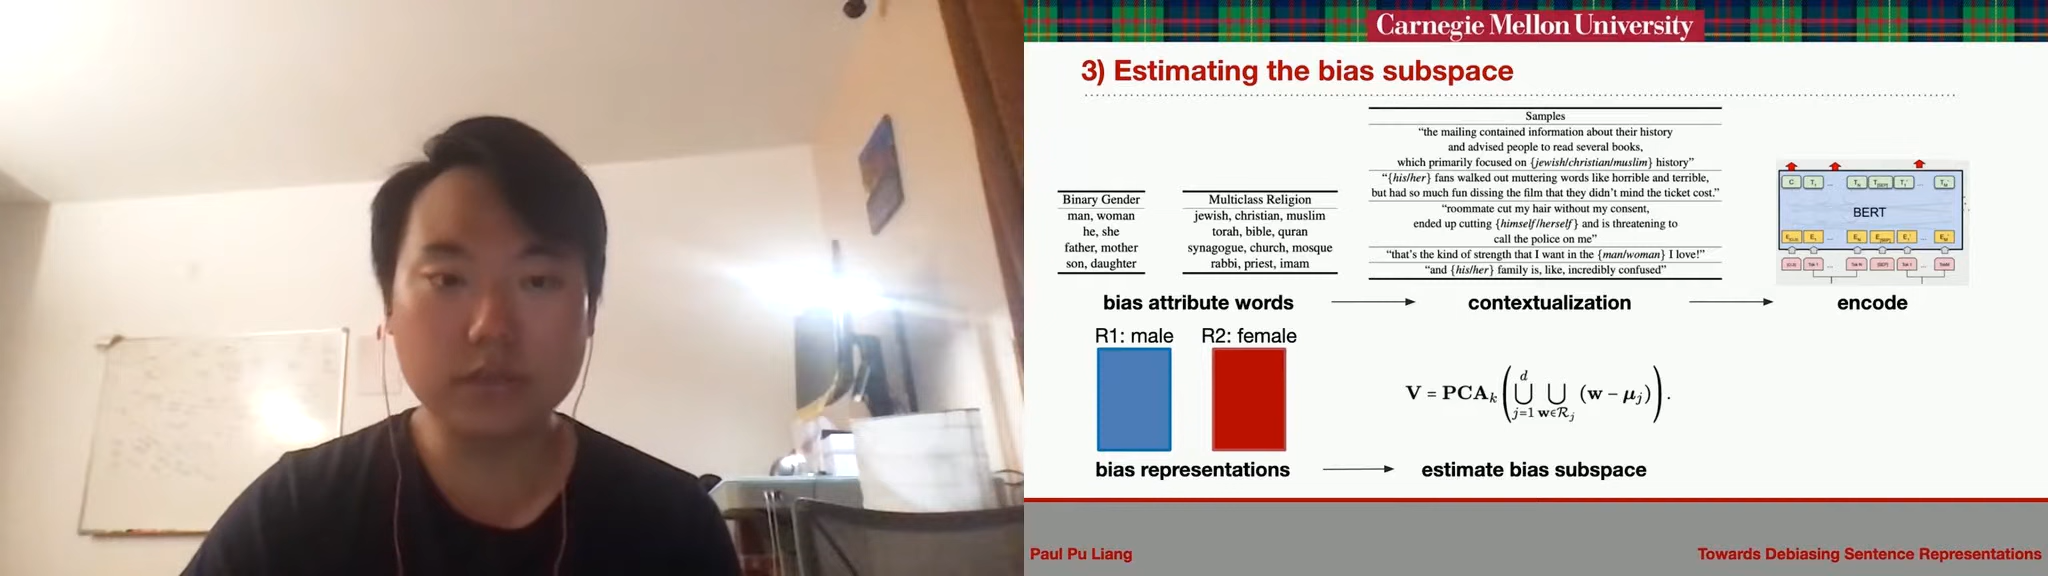 Carnegie Mellon University
3) Estimating the bias subspace
Binary Gender
man, woman
he, she
father, mother
son, daughter
Multiclass Religion
jewish, christian, muslim
torah, bible, quran
synagogue, church, mosque
rabbi, priest, imam
Samples
“the mailing contained information about their history
and advised people to read several books,
which primarily focused on {jewish/christian/muslim} history”
“{his/her} fans walked out muttering words like horrible and terrible,
but had so much fun dissing the film that they didn’t mind the ticket cost.”
“roommate cut my hair without my consent,
ended up cutting {himself/herself} and is threatening to
call the police on me”
“that’s the kind of strength that I want in the {man/woman} I love!”
“and {his/her} family is, like, incredibly confused”
BERT
bias attribute words
contextualization
encode
R1: male
R2: female
V = PCAₖ (⋃ᵈⱼ₌₁ ⋃w∈Rⱼ (w − μⱼ)).
bias representations
estimate bias subspace
Paul Pu Liang
Towards Debiasing Sentence Representations